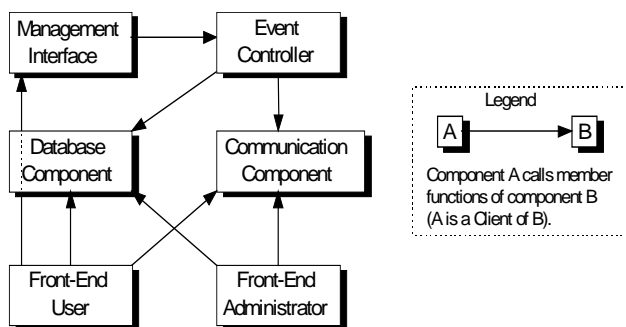 Management
Interface
Event
Controller
Database
Component
Communication
Component
Front-End
User
Front-End
Administrator
Legend
A
B
Component A calls member
functions of component B
(A is a Client of B).